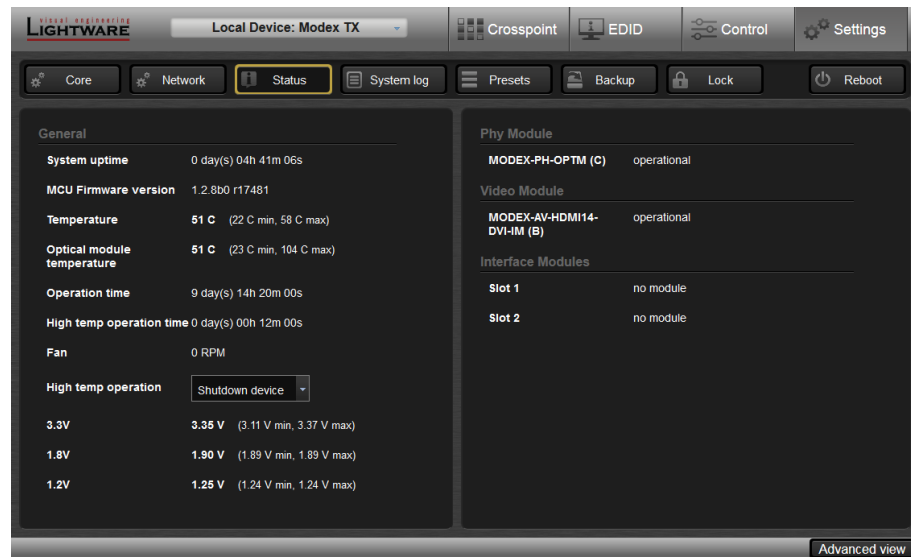 visual engineering
LIGHTWARE
Local Device: Modex TX
Crosspoint
EDID
Control
Settings
Core
Network
Status
System log
Presets
Backup
Lock
Reboot
General
System uptime 0 day(s) 04h 41m 06s
MCU Firmware version 1.2.8b0 r17481
Temperature 51 C (22 C min, 58 C max)
Optical module
temperature 51 C (23 C min, 104 C max)
Operation time 9 day(s) 14h 20m 00s
High temp operation time 0 day(s) 00h 12m 00s
Fan 0 RPM
High temp operation Shutdown device
3.3V 3.35 V (3.11 V min, 3.37 V max)
1.8V 1.90 V (1.89 V min, 1.89 V max)
1.2V 1.25 V (1.24 V min, 1.24 V max)
Phy Module
MODEX-PH-OPTM (C) operational
Video Module
MODEX-AV-HDMI14-
DVI-IM (B) operational
Interface Modules
Slot 1 no module
Slot 2 no module
Advanced view